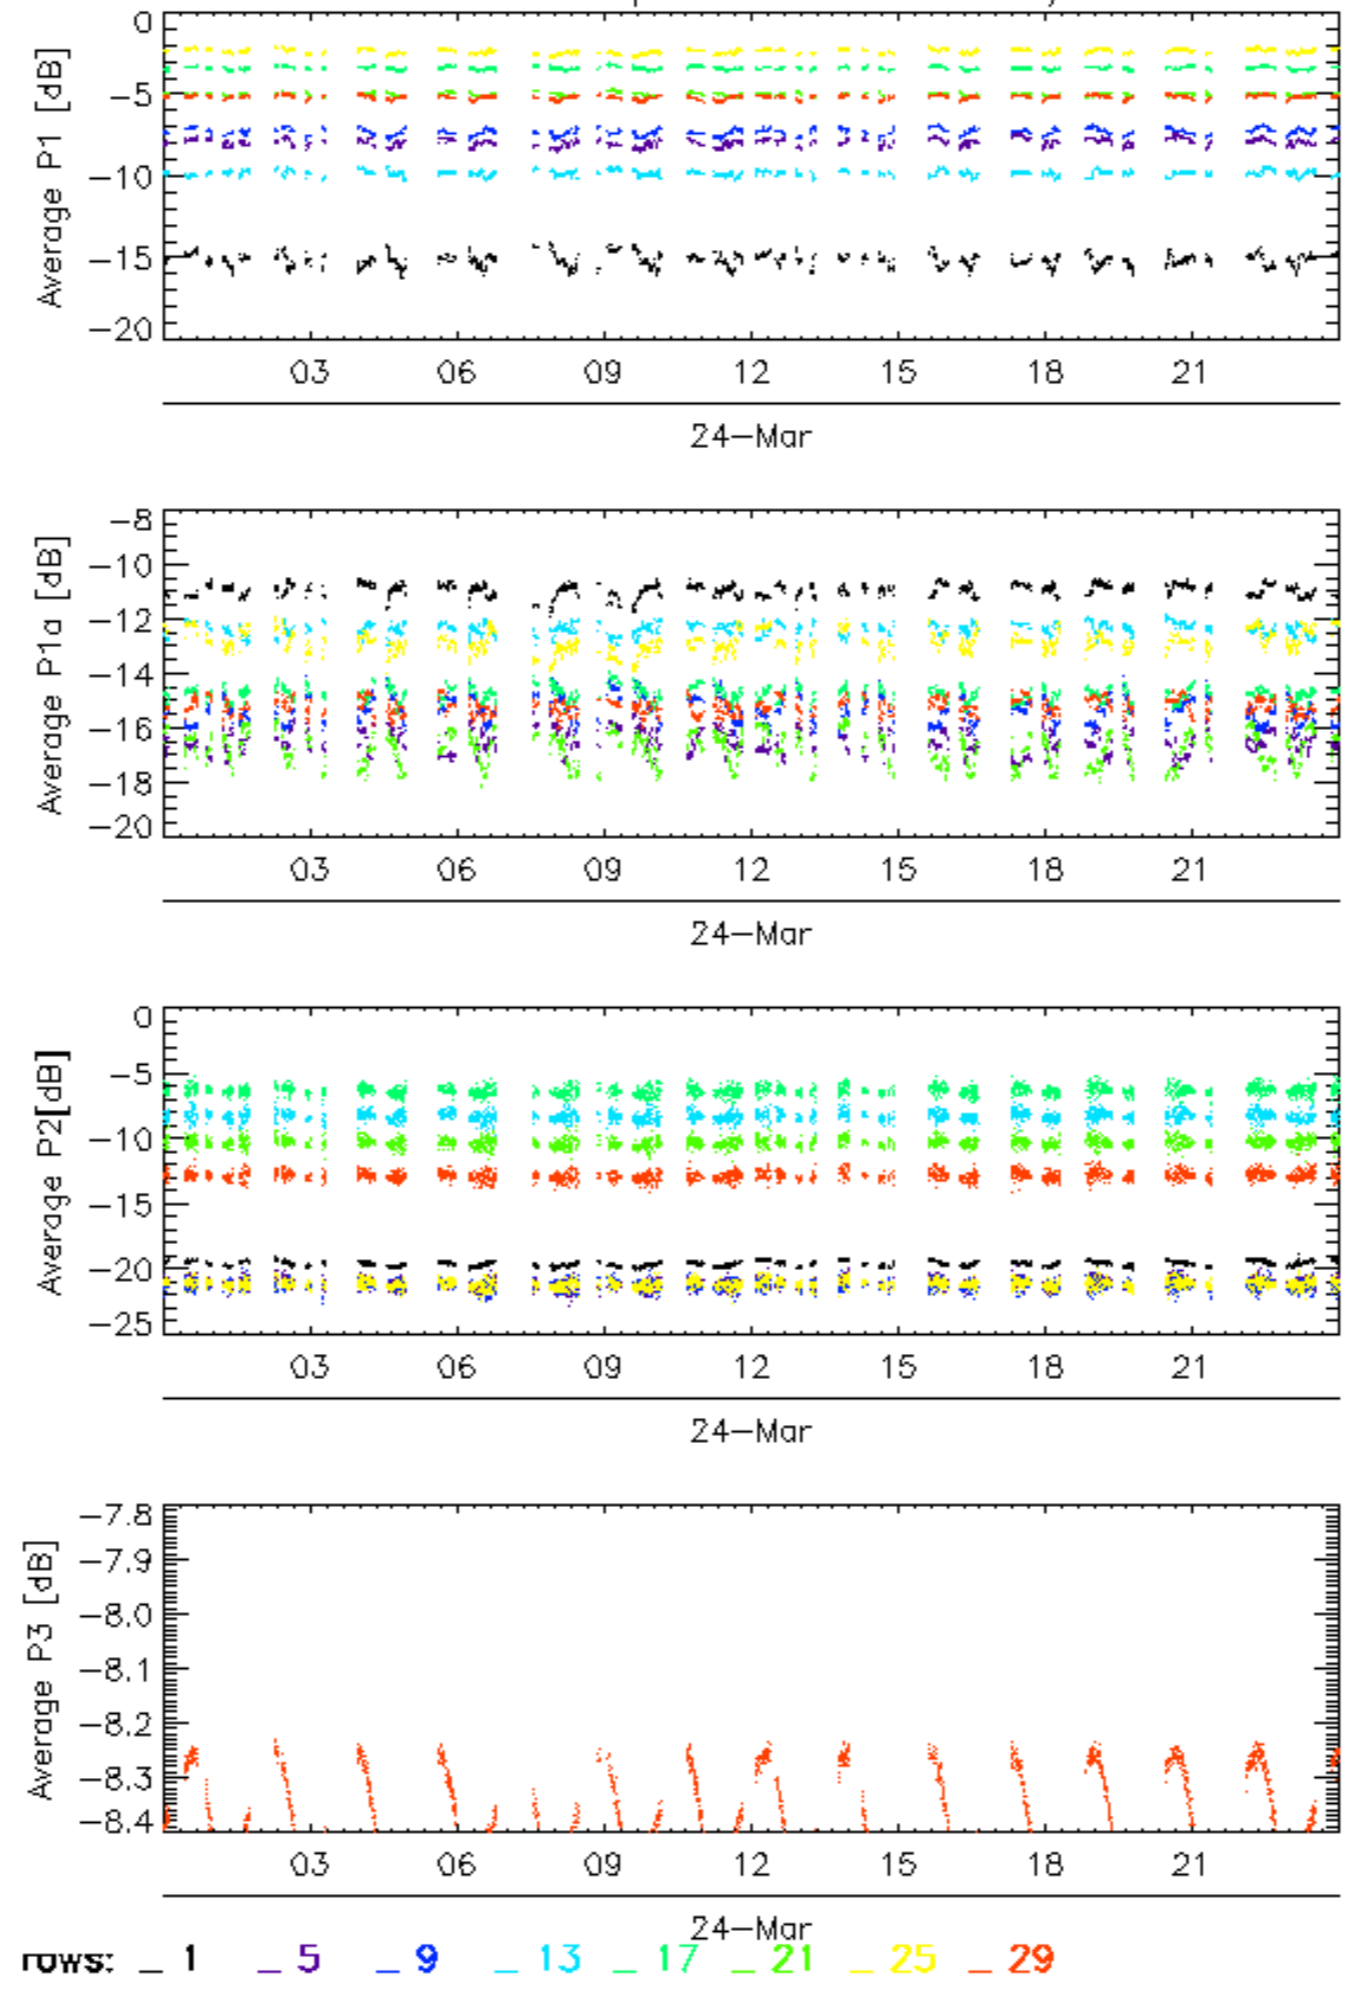 Average P1 [dB]
0
−5
−10
−15
−20
03 06 09 12 15 18 21
24−Mar
Average P1a [dB]
−8
−10
−12
−14
−16
−18
−20
03 06 09 12 15 18 21
24−Mar
Average P2[dB]
0
−5
−10
−15
−20
−25
03 06 09 12 15 18 21
24−Mar
Average P3 [dB]
−7.8
−7.9
−8.0
−8.1
−8.2
−8.3
−8.4
03 06 09 12 15 18 21
24−Mar
rows: _ 1 _ 5 _ 9 _ 13 _ 17 _ 21 _ 25 _ 29